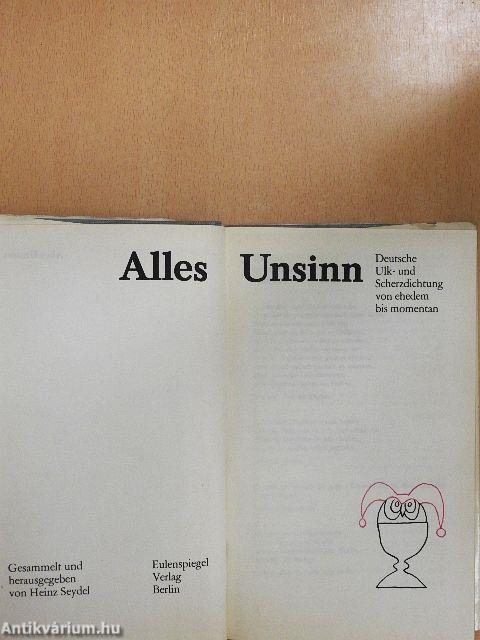 Alles Unsinn
Deutsche
Ulk- und
Scherzdichtung
von ehedem
bis momentan
Gesammelt und
herausgegeben
von Heinz Seydel
Eulenspiegel
Verlag
Berlin
Antikvárium.hu